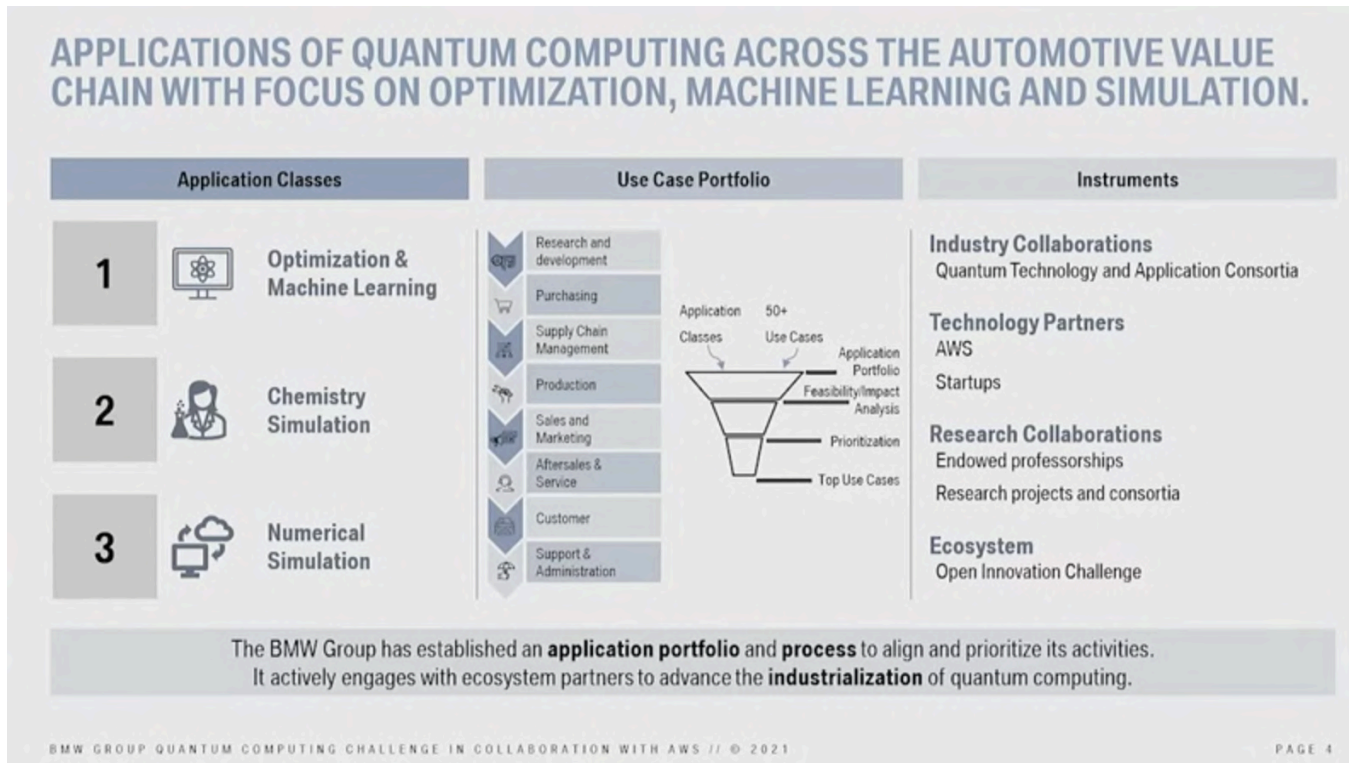 APPLICATIONS OF QUANTUM COMPUTING ACROSS THE AUTOMOTIVE VALUE
CHAIN WITH FOCUS ON OPTIMIZATION, MACHINE LEARNING AND SIMULATION.
Application Classes
1
Optimization &
Machine Learning
2
Chemistry
Simulation
3
Numerical
Simulation
Use Case Portfolio
Research and
development
Purchasing
Supply Chain
Management
Production
Sales and
Marketing
Aftersales &
Service
Customer
Support &
Administration
Application
Classes
50+
Use Cases
Application
Portfolio
Feasibility/Impact
Analysis
Prioritization
Top Use Cases
Instruments
Industry Collaborations
Quantum Technology and Application Consortia
Technology Partners
AWS
Startups
Research Collaborations
Endowed professorships
Research projects and consortia
Ecosystem
Open Innovation Challenge
The BMW Group has established an application portfolio and process to align and prioritize its activities.
It actively engages with ecosystem partners to advance the industrialization of quantum computing.
BMW GROUP QUANTUM COMPUTING CHALLENGE IN COLLABORATION WITH AWS // © 2021
PAGE 4